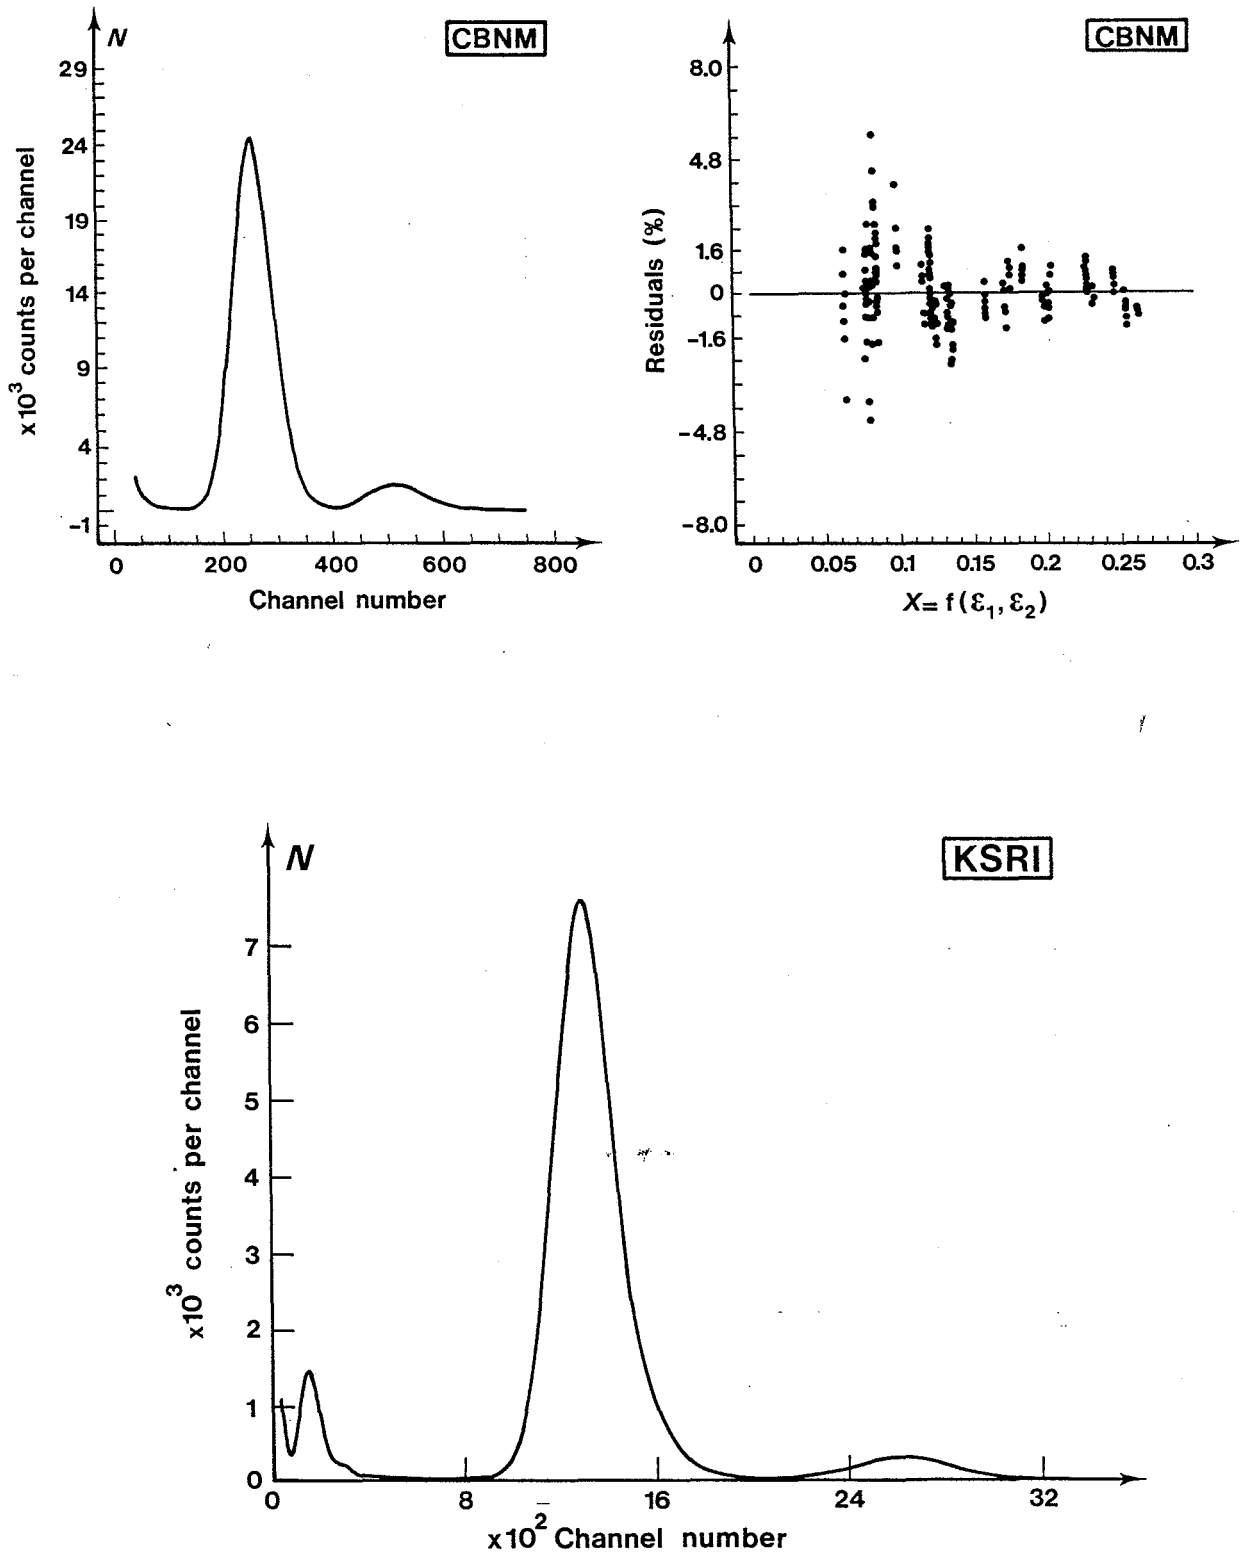 N
CBNM
29
24
19
14
9
4
-1
x10³ counts per channel
0 200 400 600 800
Channel number
CBNM
8.0
4.8
1.6
0
-1.6
-4.8
-8.0
Residuals (%)
0 0.05 0.1 0.15 0.2 0.25 0.3
X= f(ε₁, ε₂)
N
KSRI
7
6
5
4
3
2
1
0
x10³ counts per channel
0 8 16 24 32
x10² Channel number